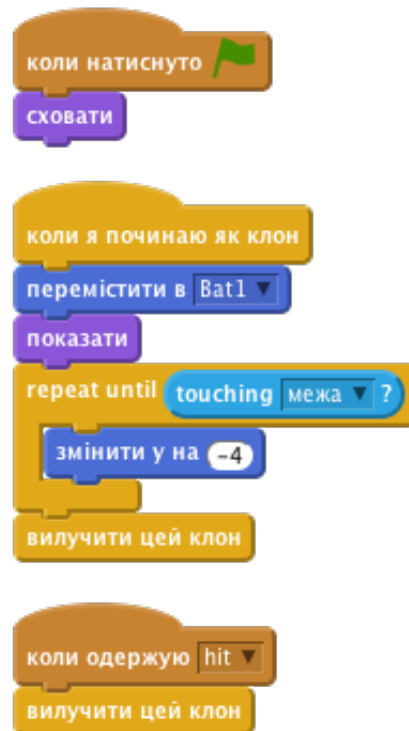 коли натиснуто
сховати
коли я починаю як клон
перемістити в Bat1
показати
repeat until touching межа ?
змінити y на -4
вилучити цей клон
коли одержую hit
вилучити цей клон